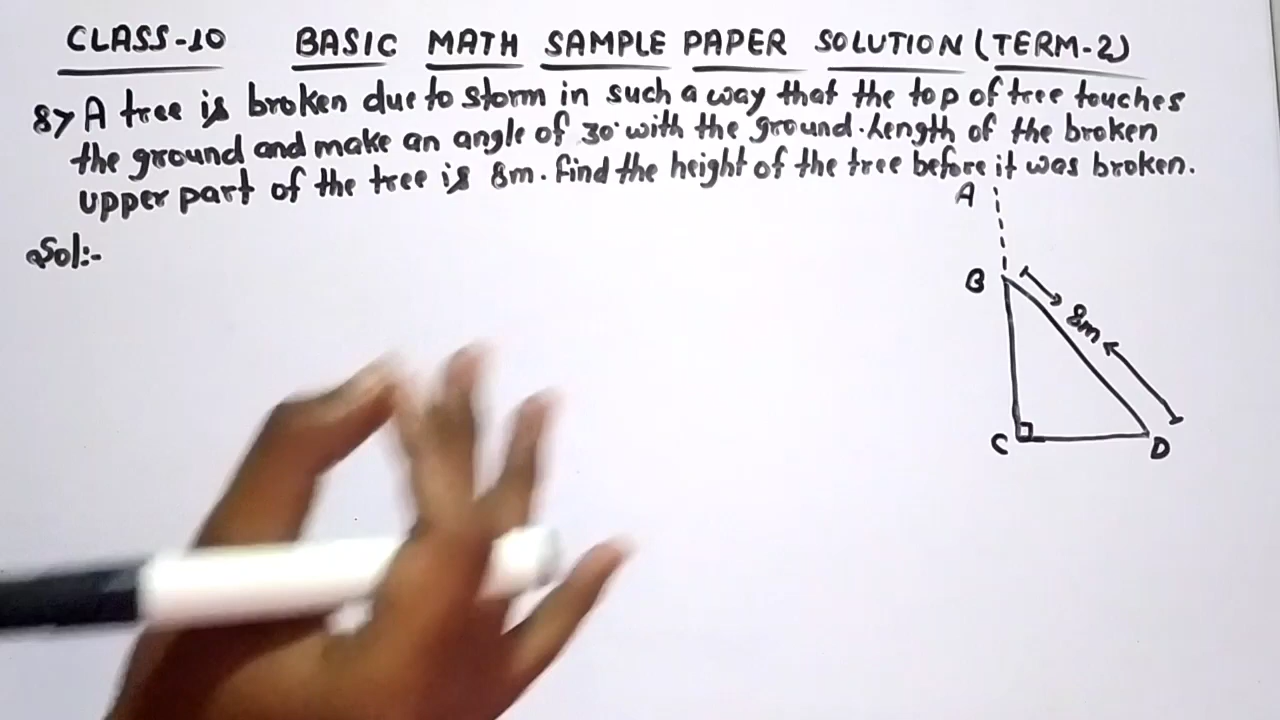 CLASS-10 BASIC MATH SAMPLE PAPER SOLUTION (TERM-2)
8> A tree is broken due to storm in such a way that the top of tree touches
the ground and make an angle of 30° with the ground. Length of the broken
upper part of the tree is 8m. Find the height of the tree before it was broken.
A
Sol:-
B
8m
C
D